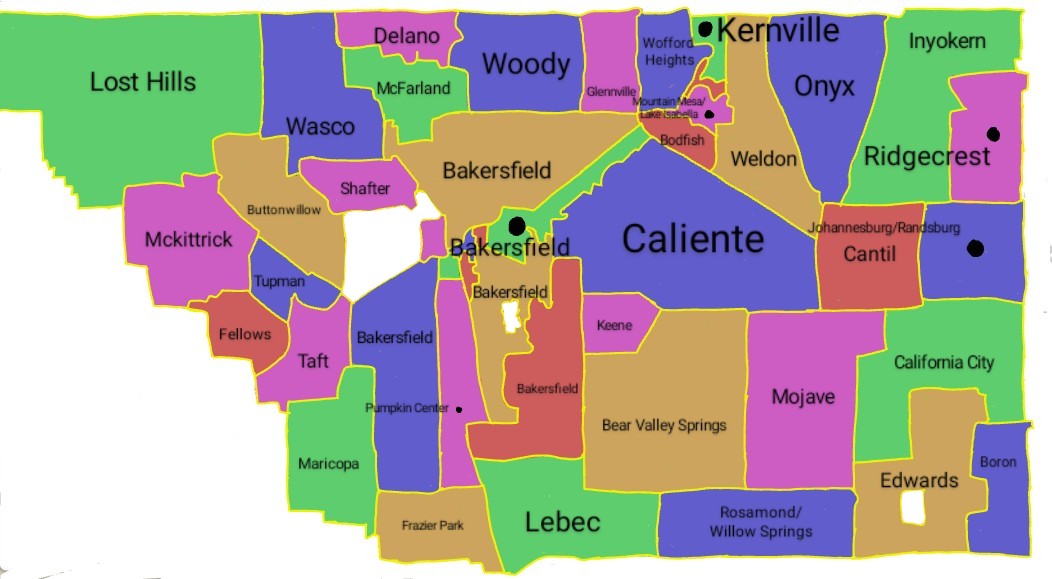 Kernville
Delano
Inyokern
Wofford
Heights
Lost Hills
Woody
McFarland
Onyx
Glennville
Mountain Mesa/
Lake Isabella
Wasco
Bodfish
Ridgecrest
Weldon
Bakersfield
Shafter
Buttonwillow
Johannesburg/Randsburg
Mckittrick
Caliente
Bakersfield
Cantil
Tupman
Bakersfield
Keene
Fellows
Bakersfield
Taft
California City
Bakersfield
Mojave
Pumpkin Center
Bear Valley Springs
Maricopa
Boron
Edwards
Rosamond/
Willow Springs
Frazier Park
Lebec